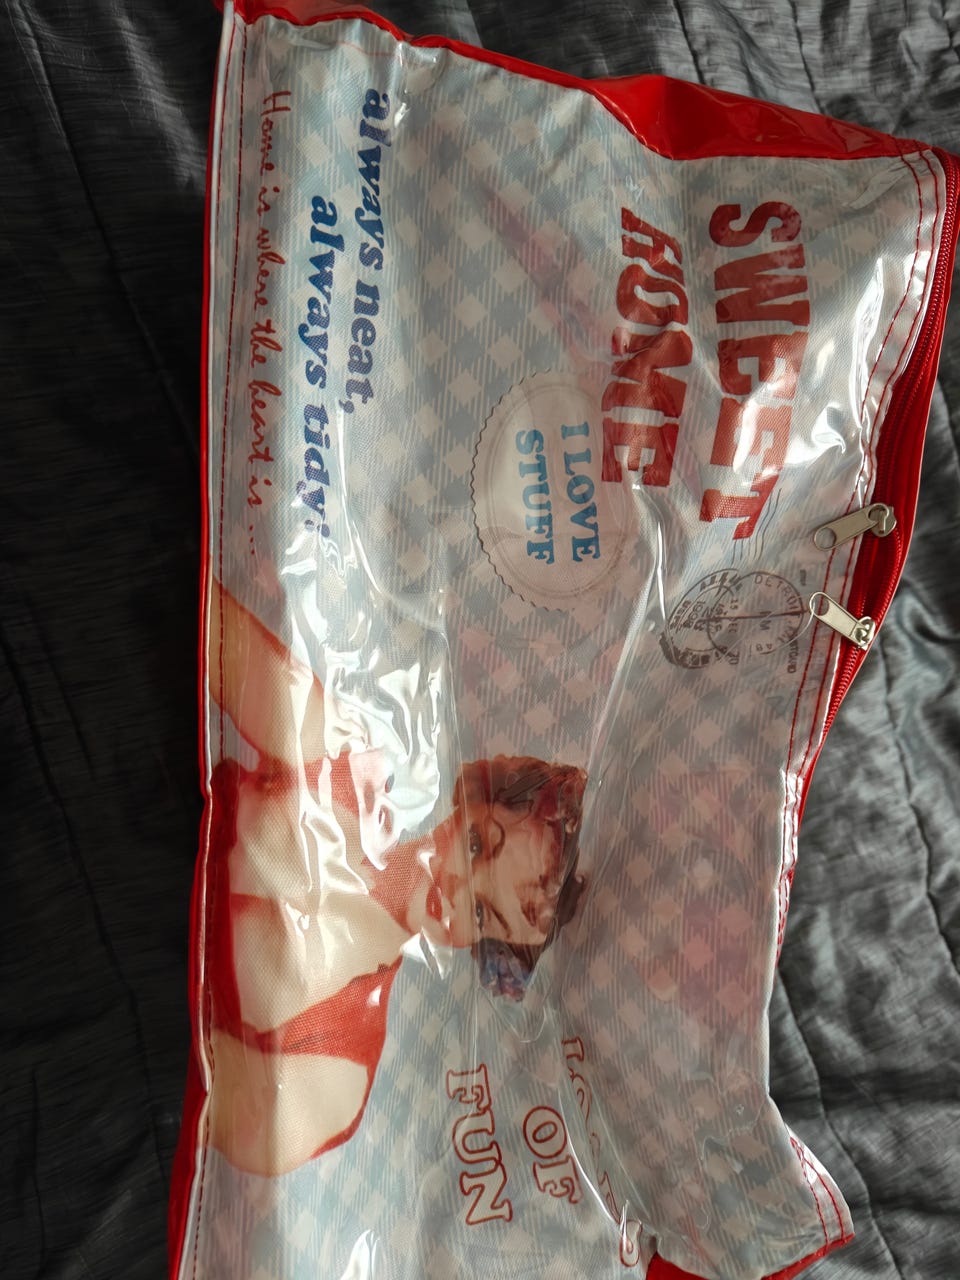 SWEET
HOME
I LOVE
STUFF
always neat,
always tidy!
Home is where the heart is ...
OF
FUN